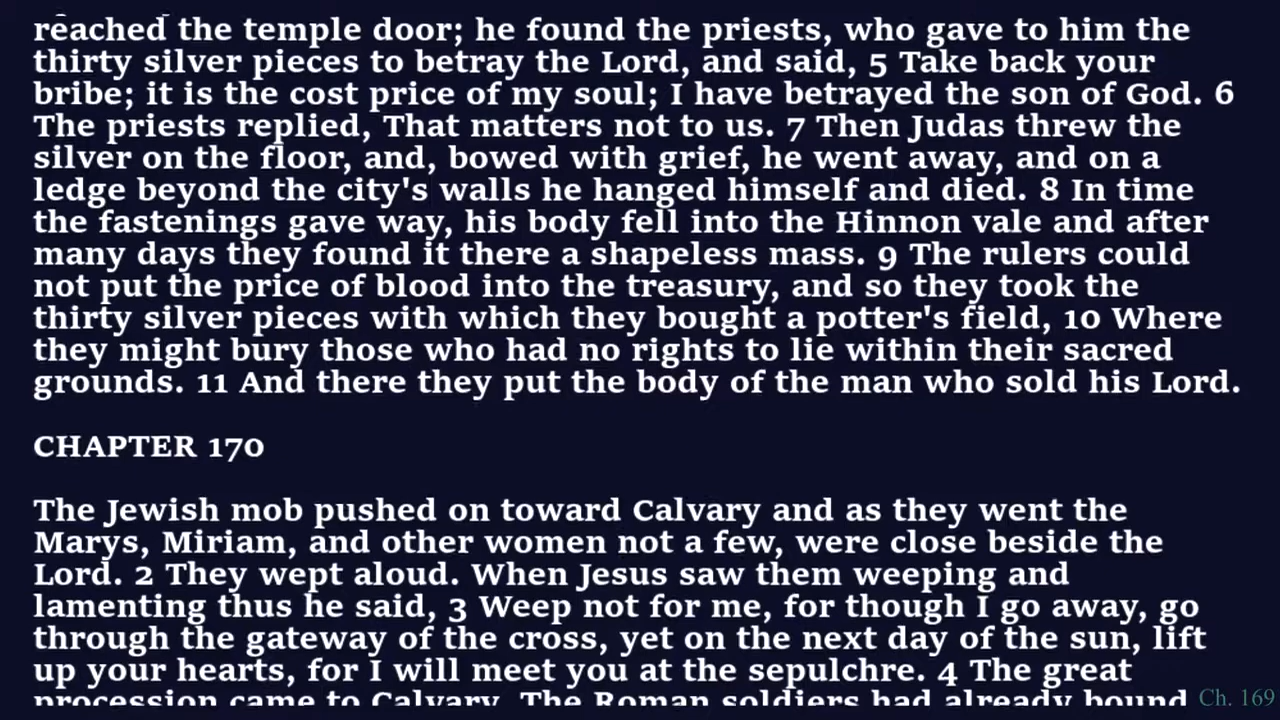 reached the temple door; he found the priests, who gave to him the
thirty silver pieces to betray the Lord, and said, 5 Take back your
bribe; it is the cost price of my soul; I have betrayed the son of God. 6
The priests replied, That matters not to us. 7 Then Judas threw the
silver on the floor, and, bowed with grief, he went away, and on a
ledge beyond the city's walls he hanged himself and died. 8 In time
the fastenings gave way, his body fell into the Hinnon vale and after
many days they found it there a shapeless mass. 9 The rulers could
not put the price of blood into the treasury, and so they took the
thirty silver pieces with which they bought a potter's field, 10 Where
they might bury those who had no rights to lie within their sacred
grounds. 11 And there they put the body of the man who sold his Lord.
CHAPTER 170
The Jewish mob pushed on toward Calvary and as they went the
Marys, Miriam, and other women not a few, were close beside the
Lord. 2 They wept aloud. When Jesus saw them weeping and
lamenting thus he said, 3 Weep not for me, for though I go away, go
through the gateway of the cross, yet on the next day of the sun, lift
up your hearts, for I will meet you at the sepulchre. 4 The great
procession came to Calvary. The Roman soldiers had already bound
Ch. 169